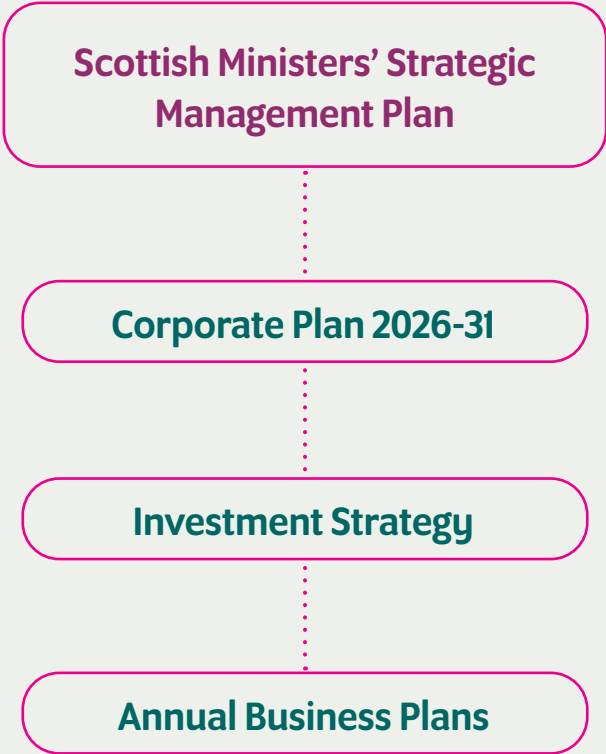 Scottish Ministers’ Strategic
Management Plan
Corporate Plan 2026-31
Investment Strategy
Annual Business Plans